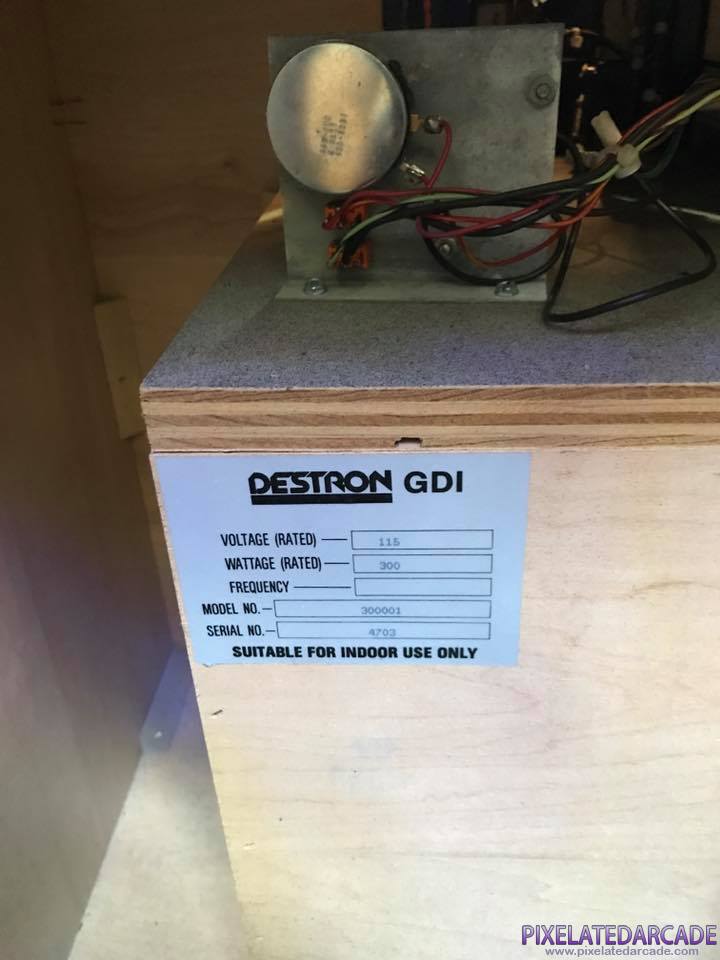 DESTRON GDI
VOLTAGE (RATED) 115
WATTAGE (RATED) 300
FREQUENCY
MODEL NO. 300001
SERIAL NO. 4703
SUITABLE FOR INDOOR USE ONLY
PIXELATEDARCADE
www.pixelatedarcade.com